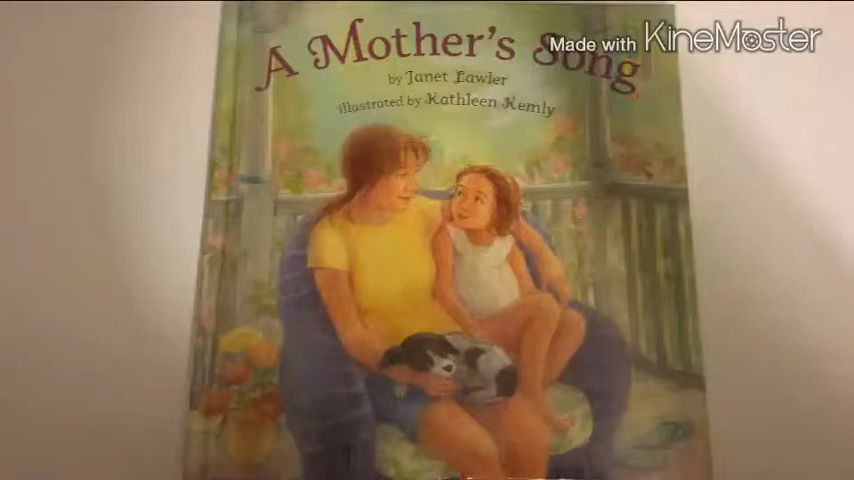 A Mother's Song
by Janet Lawler
illustrated by Kathleen Kemly
Made with KINEMASTER